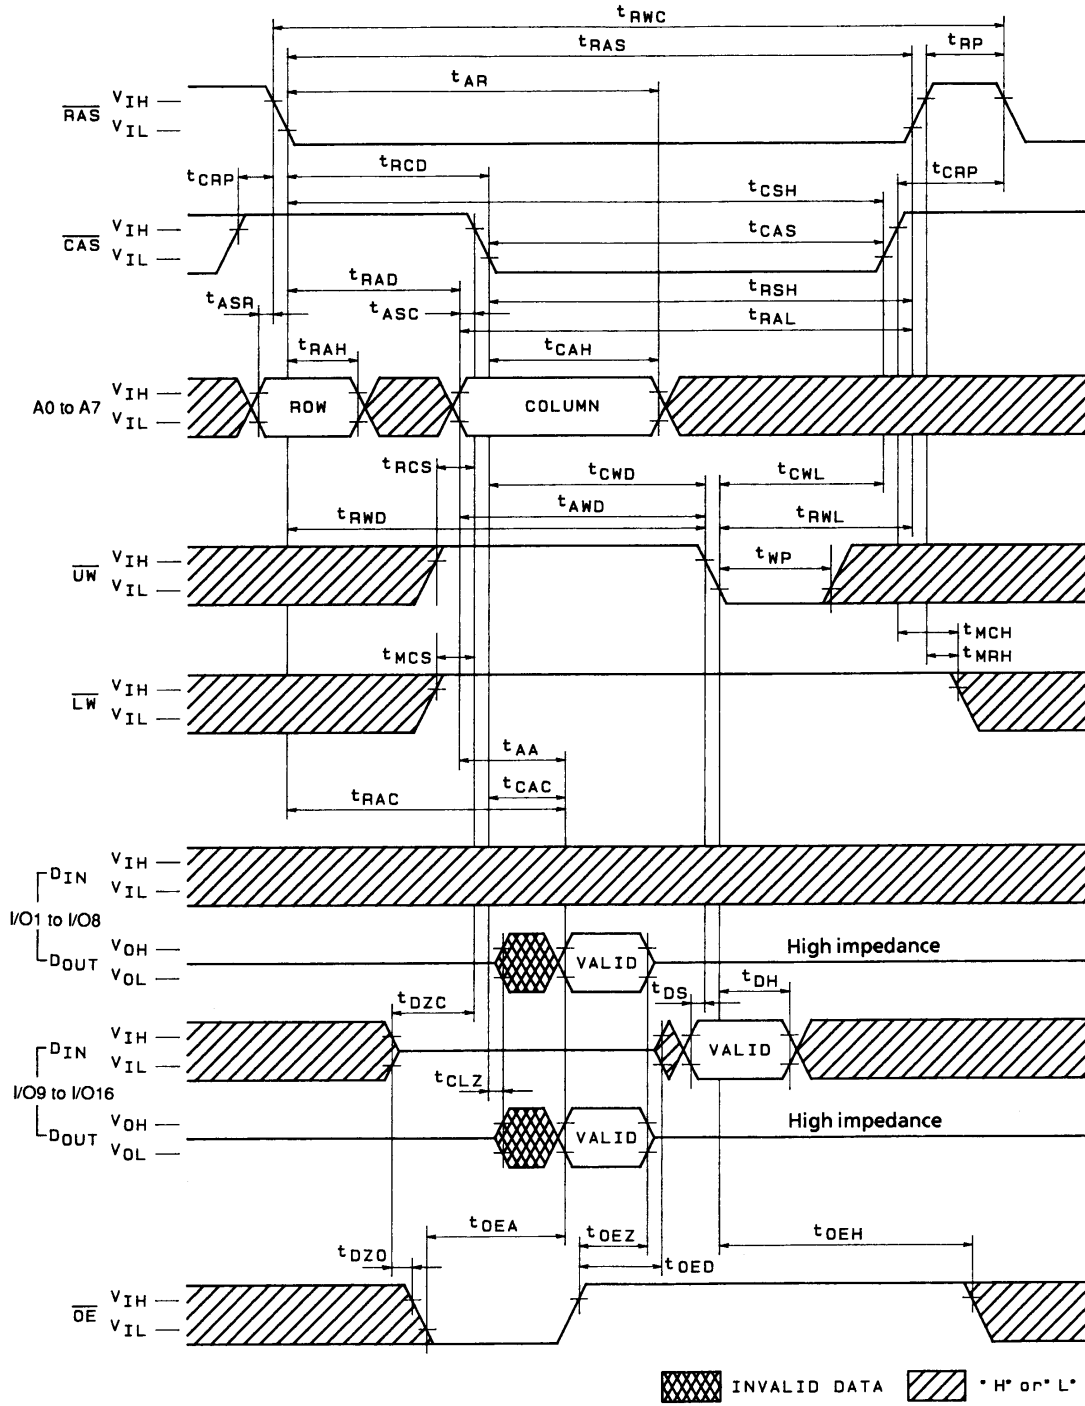 tRWC
tRAS
tRP
tAR
RAS
VIH
VIL
tCRP
tRCD
tCRP
tCSH
CAS
VIH
VIL
tCAS
tRAD
tASR
tASC
tRSH
tRAL
tRAH
tCAH
A0 to A7
VIH
VIL
ROW
COLUMN
tRCS
tCWD
tCWL
tAWD
tRWD
tRWL
UW
VIH
VIL
tWP
tMCH
tMRH
tMCS
LW
VIH
VIL
tAA
tCAC
tRAC
I/O1 to I/O8
DIN
VIH
VIL
DOUT
VOH
VOL
VALID
High impedance
tDZC
tDS
tDH
I/O9 to I/O16
DIN
VIH
VIL
VALID
tCLZ
DOUT
VOH
VOL
VALID
High impedance
tOEA
tOEZ
tOEH
tDZO
tOED
OE
VIH
VIL
INVALID DATA
"H" or "L"